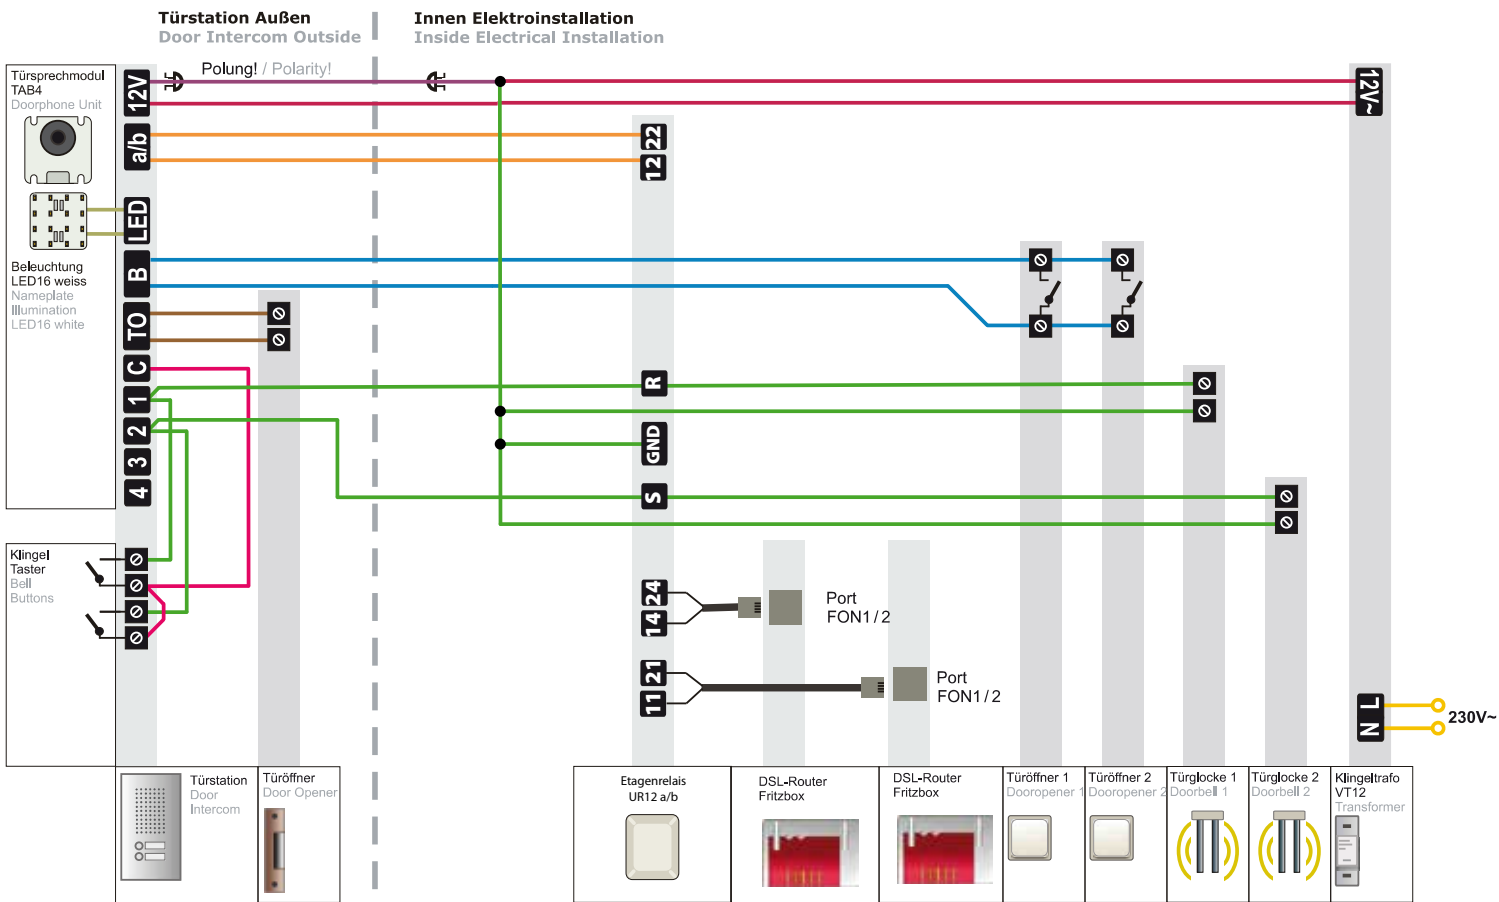 Türstation Außen
Door Intercom Outside
Innen Elektroinstallation
Inside Electrical Installation
Türsprechmodul
TAB4
Doorphone Unit
12V
Polung! / Polarity!
12V~
a/b
22
12
LED
Beleuchtung
LED16 weiss
Nameplate
Illumination
LED16 white
B
TO
C
1
2
3
4
R
GND
S
Klingel
Taster
Bell
Buttons
24
14
Port
FON1/2
21
11
Port
FON1/2
L
N
230V~
Türstation
Door
Intercom
Türöffner
Door Opener
Etagenrelais
UR12 a/b
DSL-Router
Fritzbox
DSL-Router
Fritzbox
Türöffner 1
Dooropener 1
Türöffner 2
Dooropener 2
Türglocke 1
Doorbell 1
Türglocke 2
Doorbell 2
Klingeltrafo
VT12
Transformer